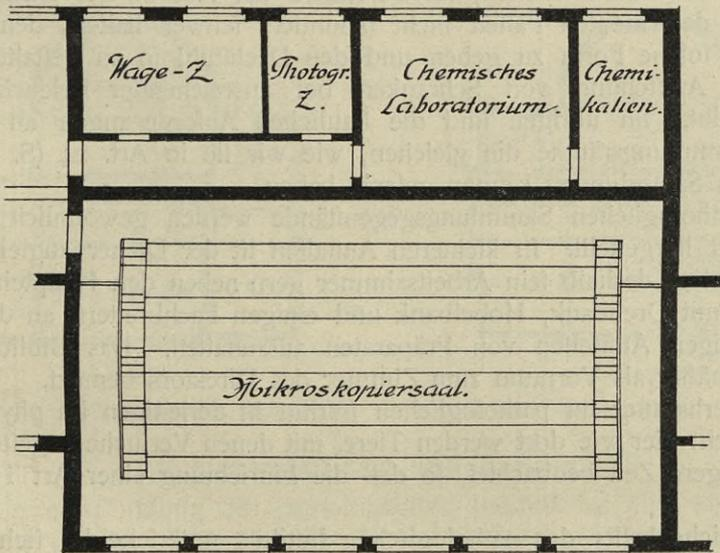 Wage-Z
Photogr.
Z.
Chemisches
Laboratorium.
Chemi-
kalien.
Mikroskopiersaal.